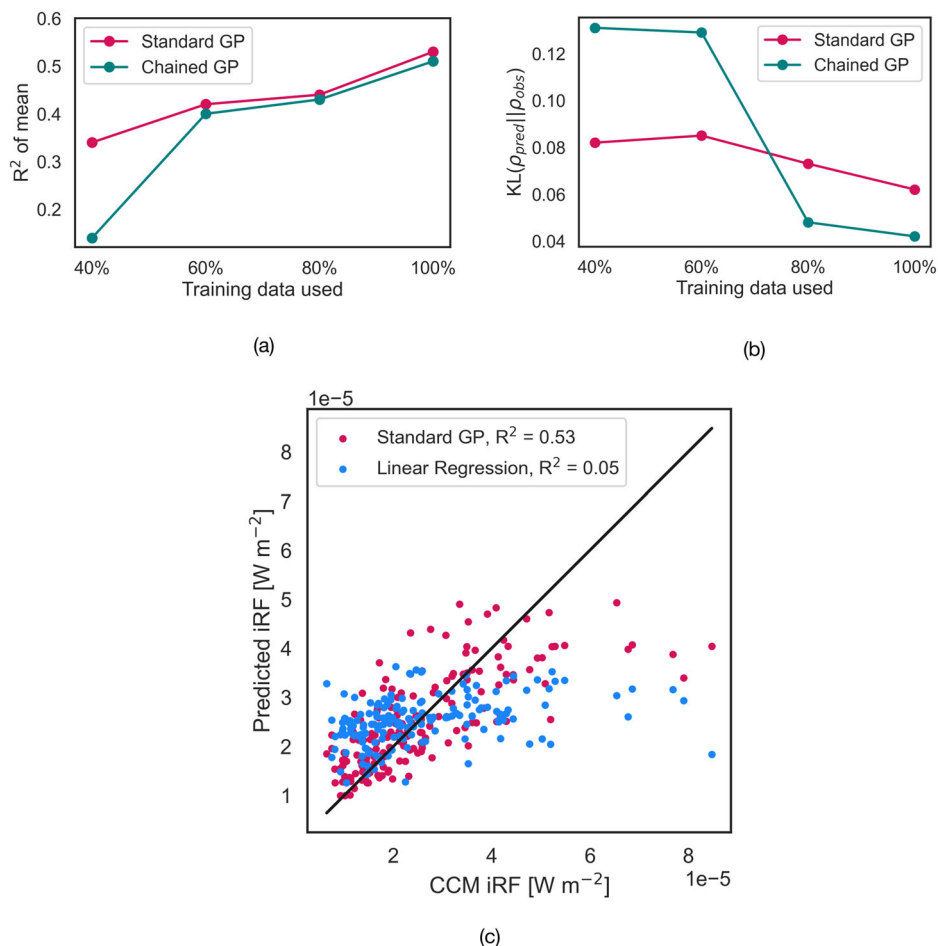 0.6
0.5
0.4
0.3
0.2
R² of mean
Standard GP
Chained GP
40% 60% 80% 100%
Training data used
(a)
0.12
0.10
0.08
0.06
0.04
KL(ρpred||ρobs)
Standard GP
Chained GP
40% 60% 80% 100%
Training data used
(b)
1e−5
8
7
6
5
4
3
2
1
Predicted iRF [W m⁻²]
Standard GP, R² = 0.53
Linear Regression, R² = 0.05
2 4 6 8
CCM iRF [W m⁻²]
1e−5
(c)